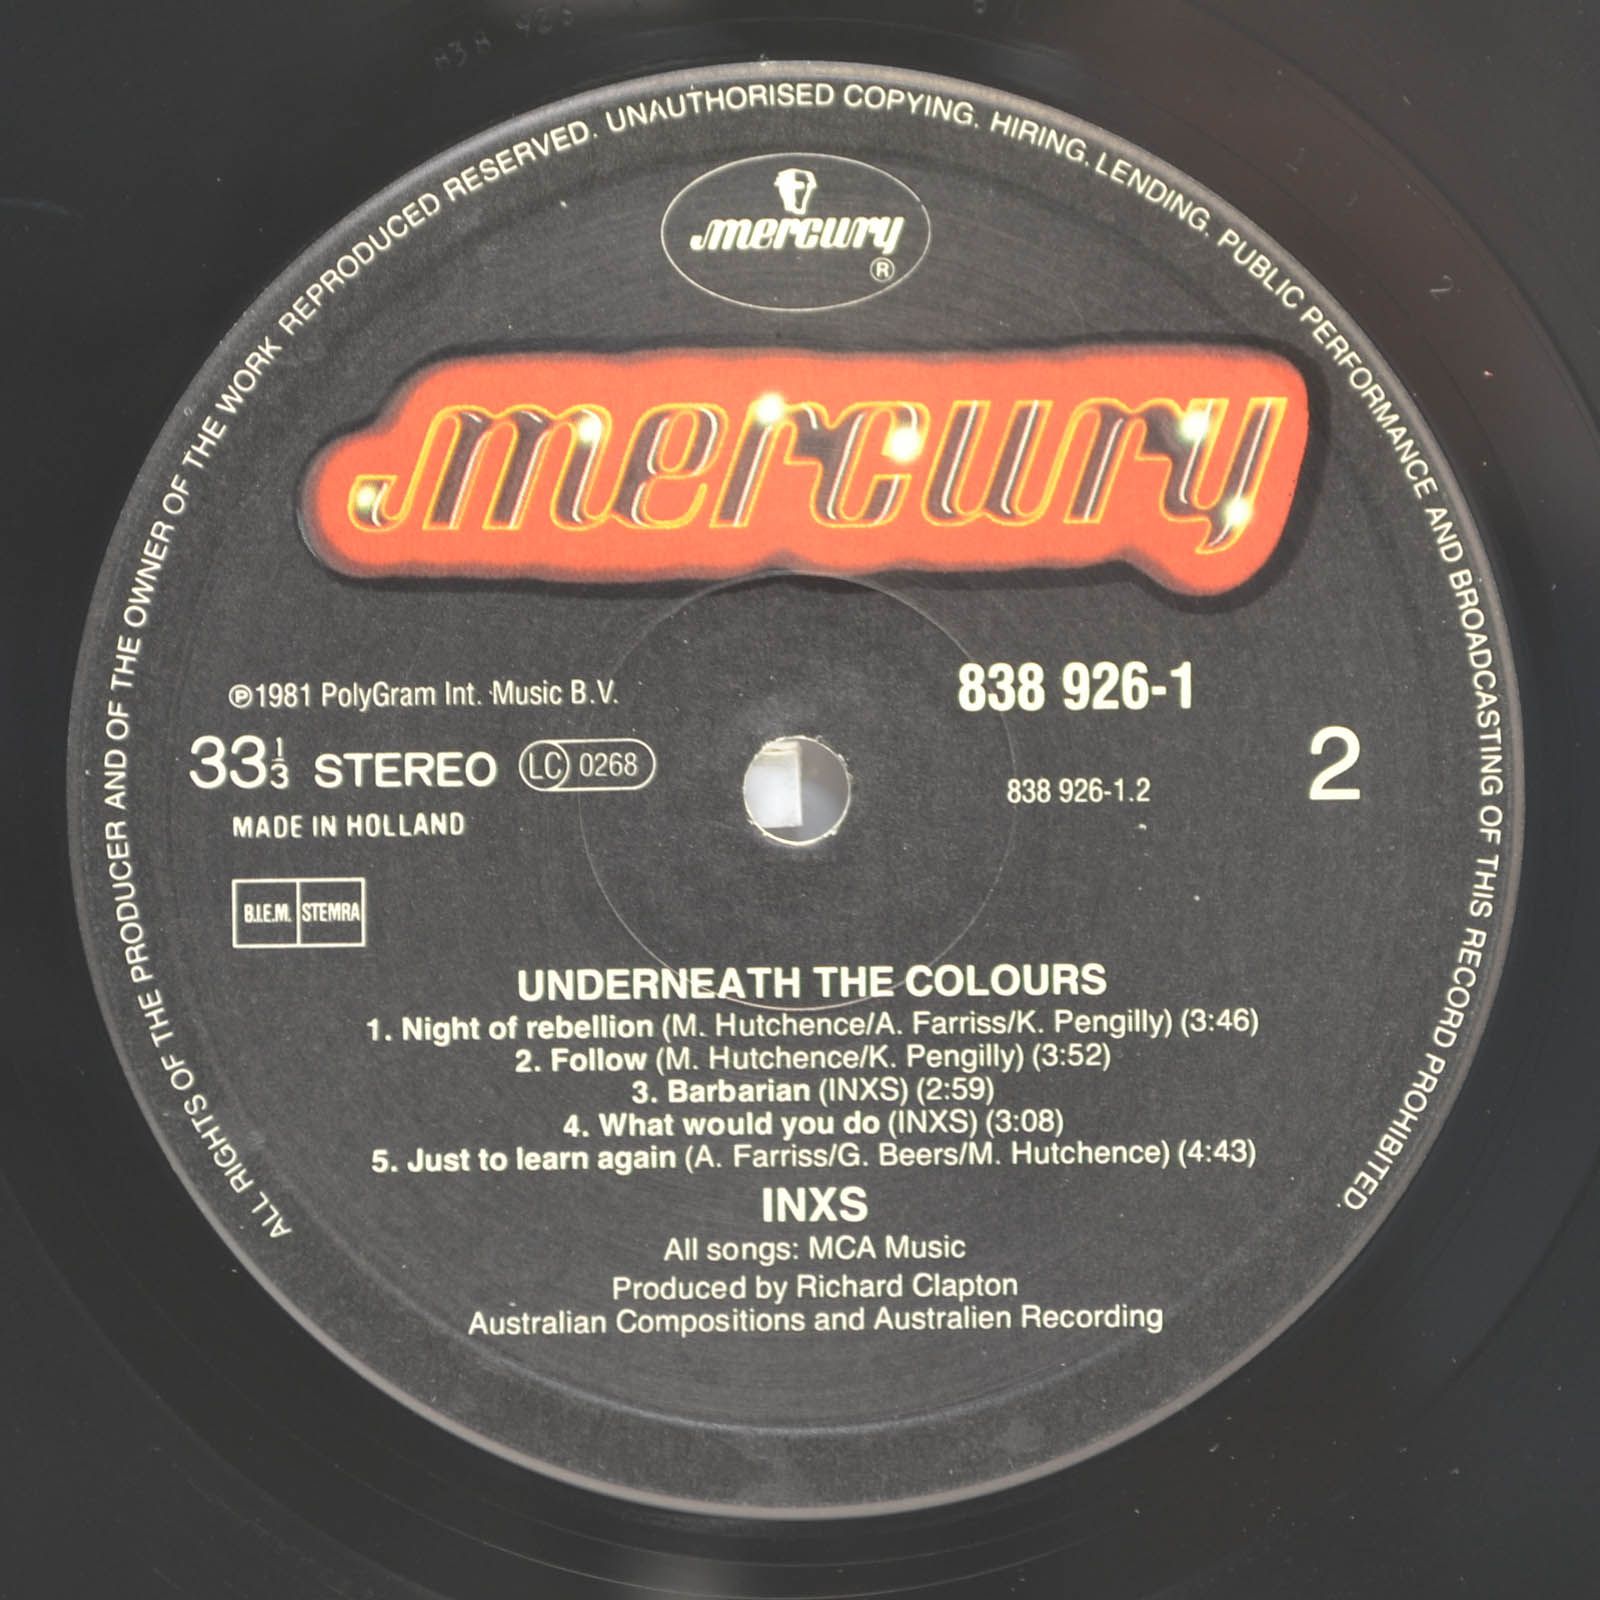 838 926
ALL RIGHTS OF THE PRODUCER AND OF THE OWNER OF THE WORK REPRODUCED RESERVED. UNAUTHORISED COPYING. HIRING. LENDING. PUBLIC PERFORMANCE AND BROADCASTING OF THIS RECORD PROHIBITED.
mercury
®
mercury
℗1981 PolyGram Int. Music B.V.
838 926-1
33 1/3 STEREO LC 0268
838 926-1.2
2
MADE IN HOLLAND
B.I.E.M. STEMRA
UNDERNEATH THE COLOURS
1. Night of rebellion (M. Hutchence/A. Farriss/K. Pengilly) (3:46)
2. Follow (M. Hutchence/K. Pengilly) (3:52)
3. Barbarian (INXS) (2:59)
4. What would you do (INXS) (3:08)
5. Just to learn again (A. Farriss/G. Beers/M. Hutchence) (4:43)
INXS
All songs: MCA Music
Produced by Richard Clapton
Australian Compositions and Australien Recording